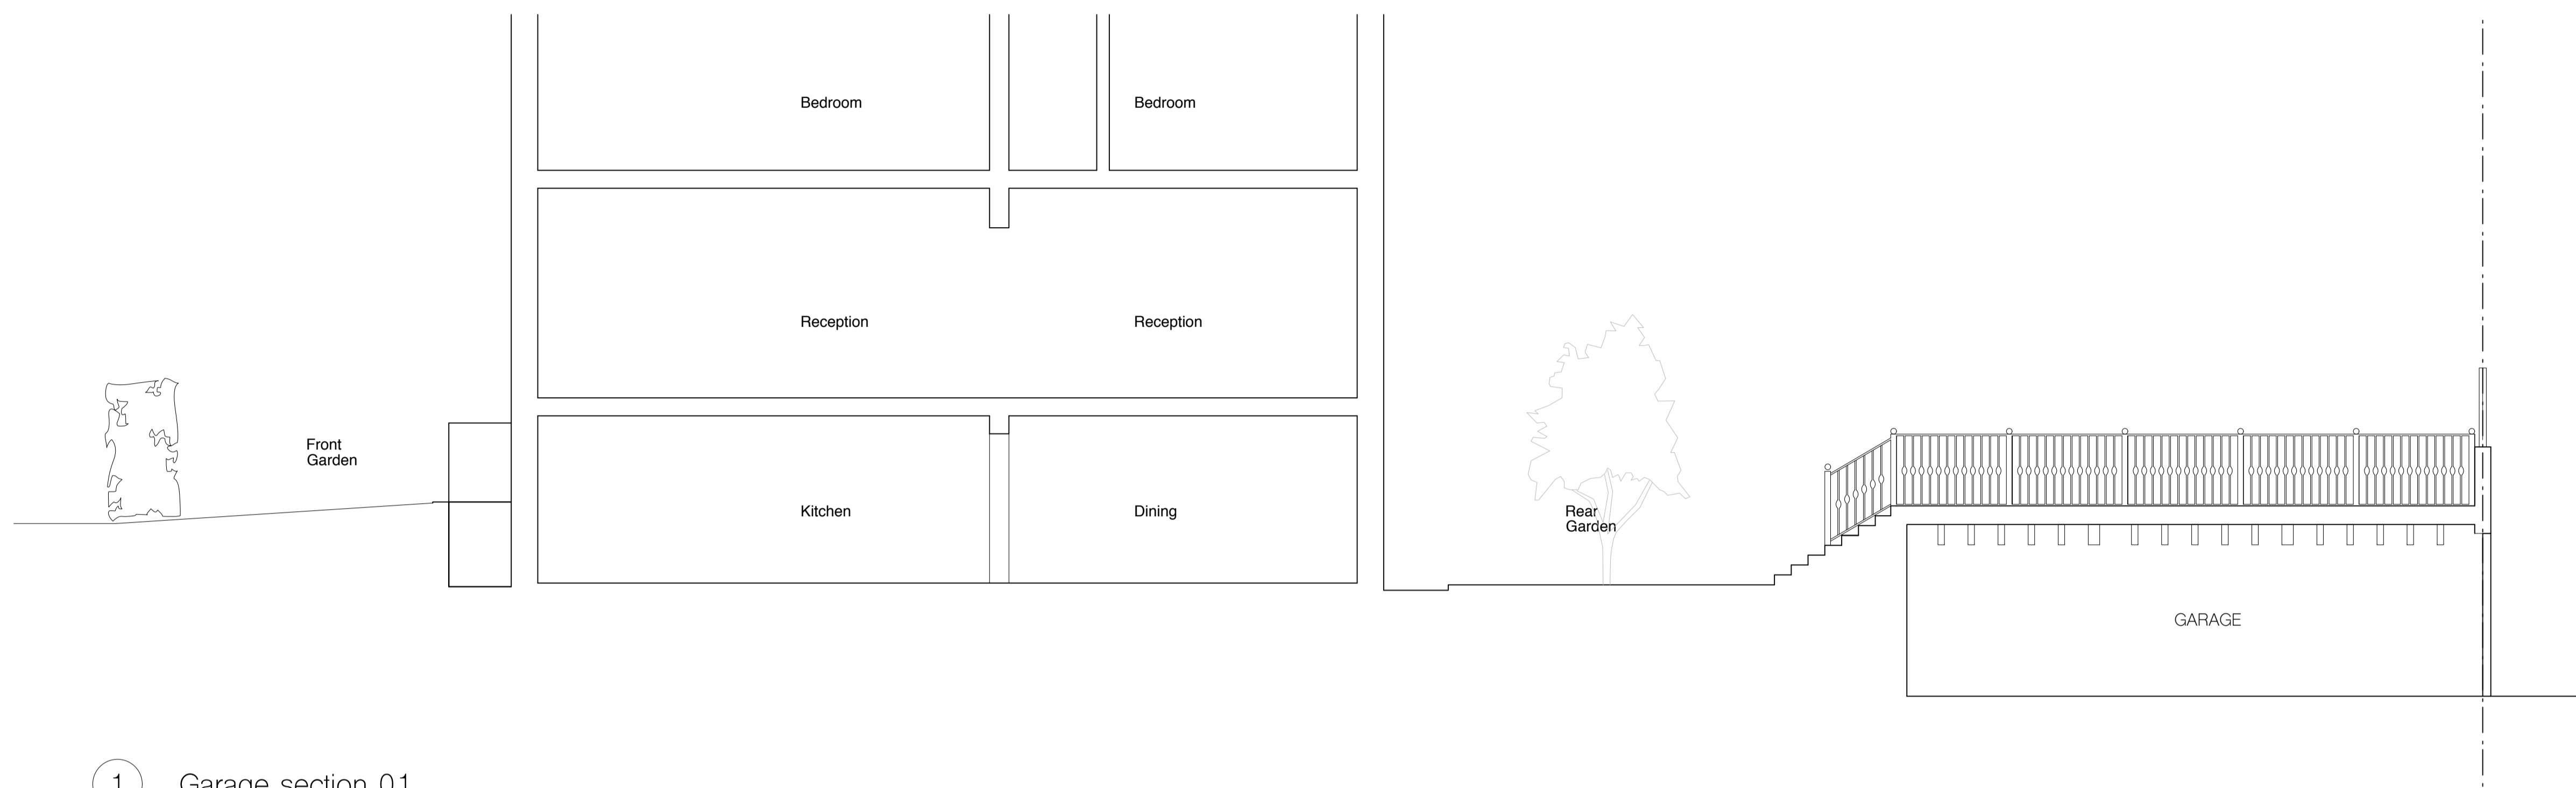 Bedroom
Bedroom
Reception
Reception
Front
Garden
Kitchen
Dining
Rear
Garden
GARAGE
1
Garage section 01